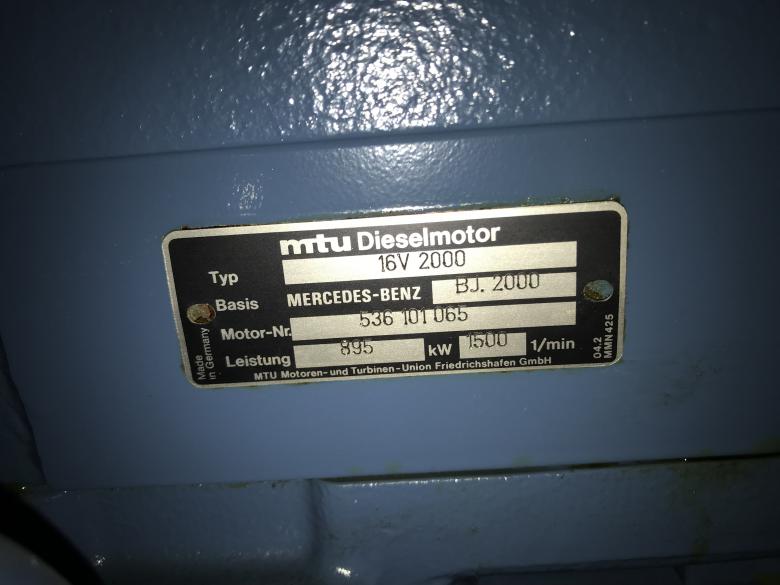 mtu Dieselmotor
Typ 16V 2000
Basis MERCEDES-BENZ BJ. 2000
Motor-Nr. 536 101 065
Leistung 895 kW 1500 1/min
MTU Motoren- und Turbinen-Union Friedrichshafen GmbH
Made
in Germany
04.2
MMN425